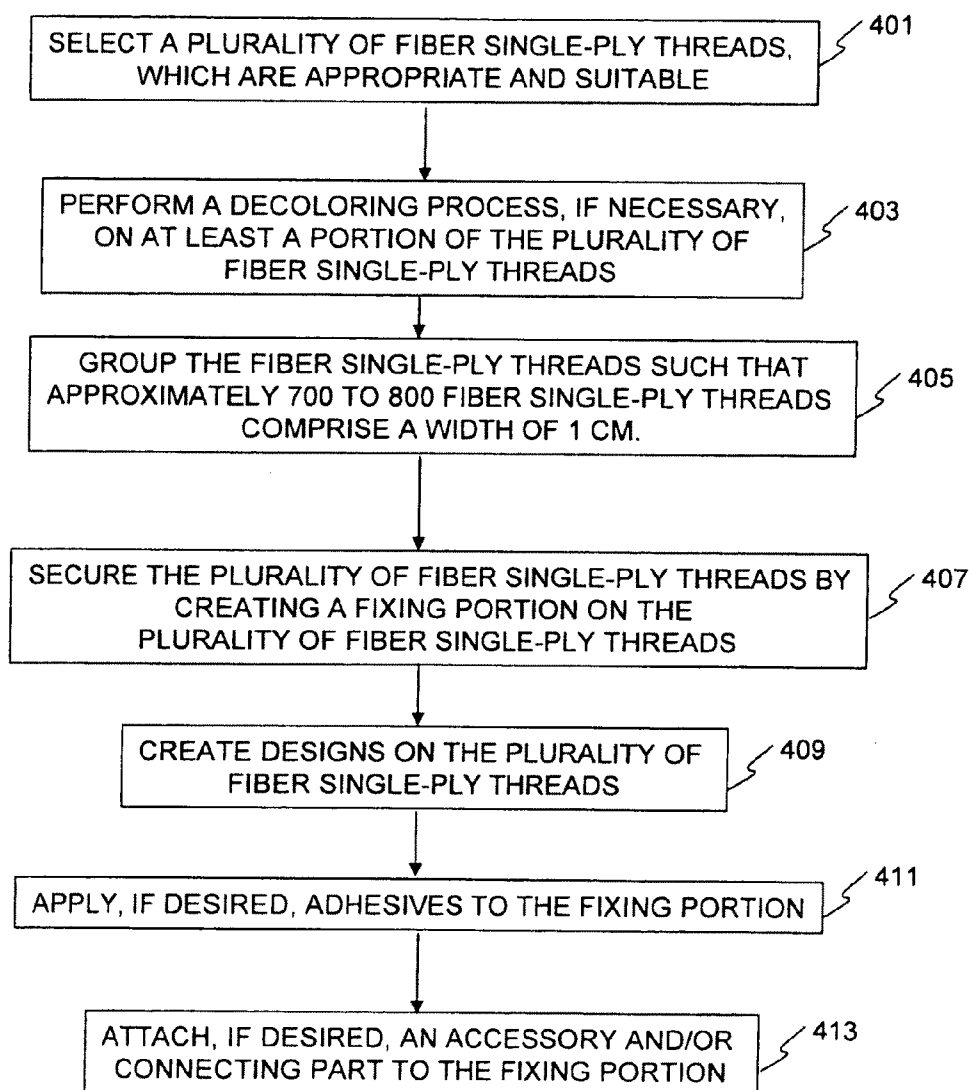 SELECT A PLURALITY OF FIBER SINGLE-PLY THREADS,
WHICH ARE APPROPRIATE AND SUITABLE
401
PERFORM A DECOLORING PROCESS, IF NECESSARY,
ON AT LEAST A PORTION OF THE PLURALITY OF
FIBER SINGLE-PLY THREADS
403
GROUP THE FIBER SINGLE-PLY THREADS SUCH THAT
APPROXIMATELY 700 TO 800 FIBER SINGLE-PLY THREADS
COMPRISE A WIDTH OF 1 CM.
405
SECURE THE PLURALITY OF FIBER SINGLE-PLY THREADS BY
CREATING A FIXING PORTION ON THE
PLURALITY OF FIBER SINGLE-PLY THREADS
407
CREATE DESIGNS ON THE PLURALITY OF
FIBER SINGLE-PLY THREADS
409
APPLY, IF DESIRED, ADHESIVES TO THE FIXING PORTION
411
ATTACH, IF DESIRED, AN ACCESSORY AND/OR
CONNECTING PART TO THE FIXING PORTION
413